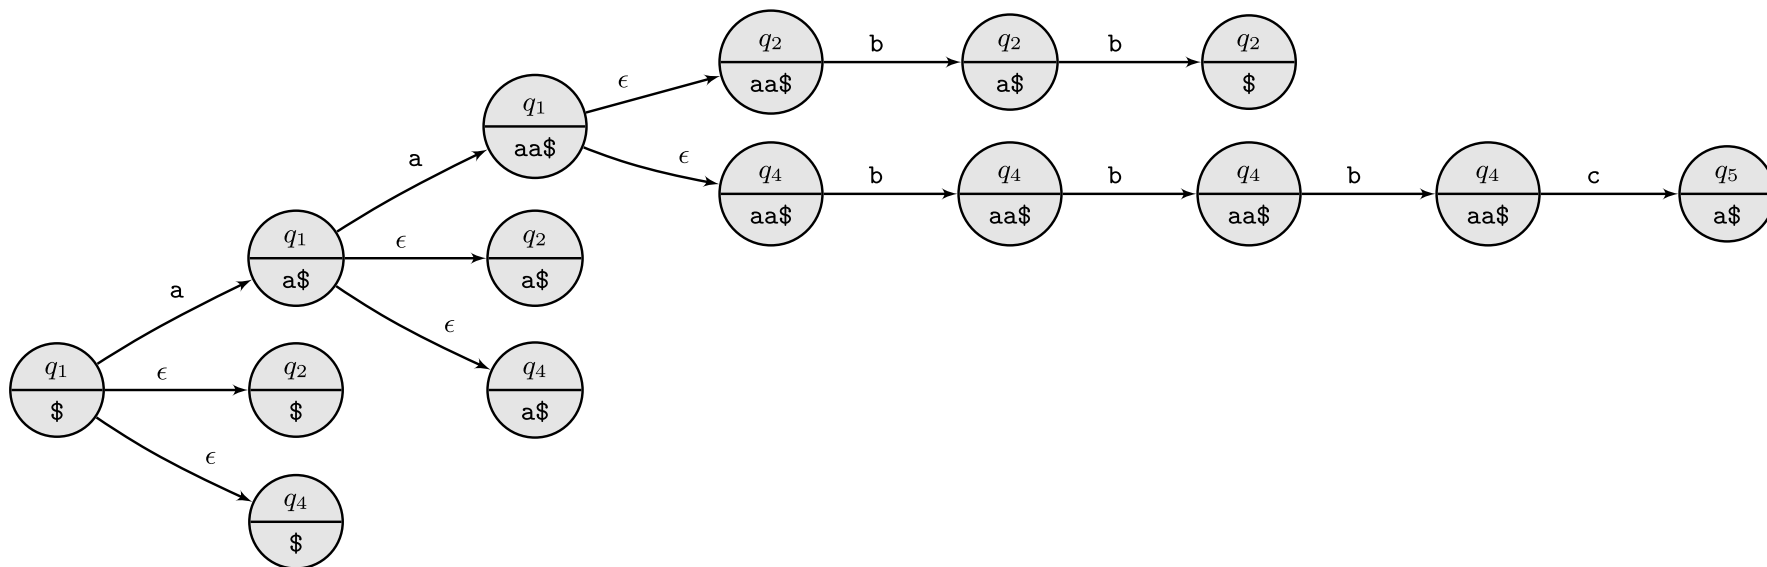 q₂ b q₂ b q₂
aa$ a$ $
ϵ
q₁
aa$
ϵ
q₄ b q₄ b q₄ b q₄ c q₅
aa$ aa$ aa$ aa$ a$
a
q₁ ϵ q₂
a$ a$
a
ϵ
q₁ ϵ q₂ q₄
$ $ a$
ϵ
q₄
$